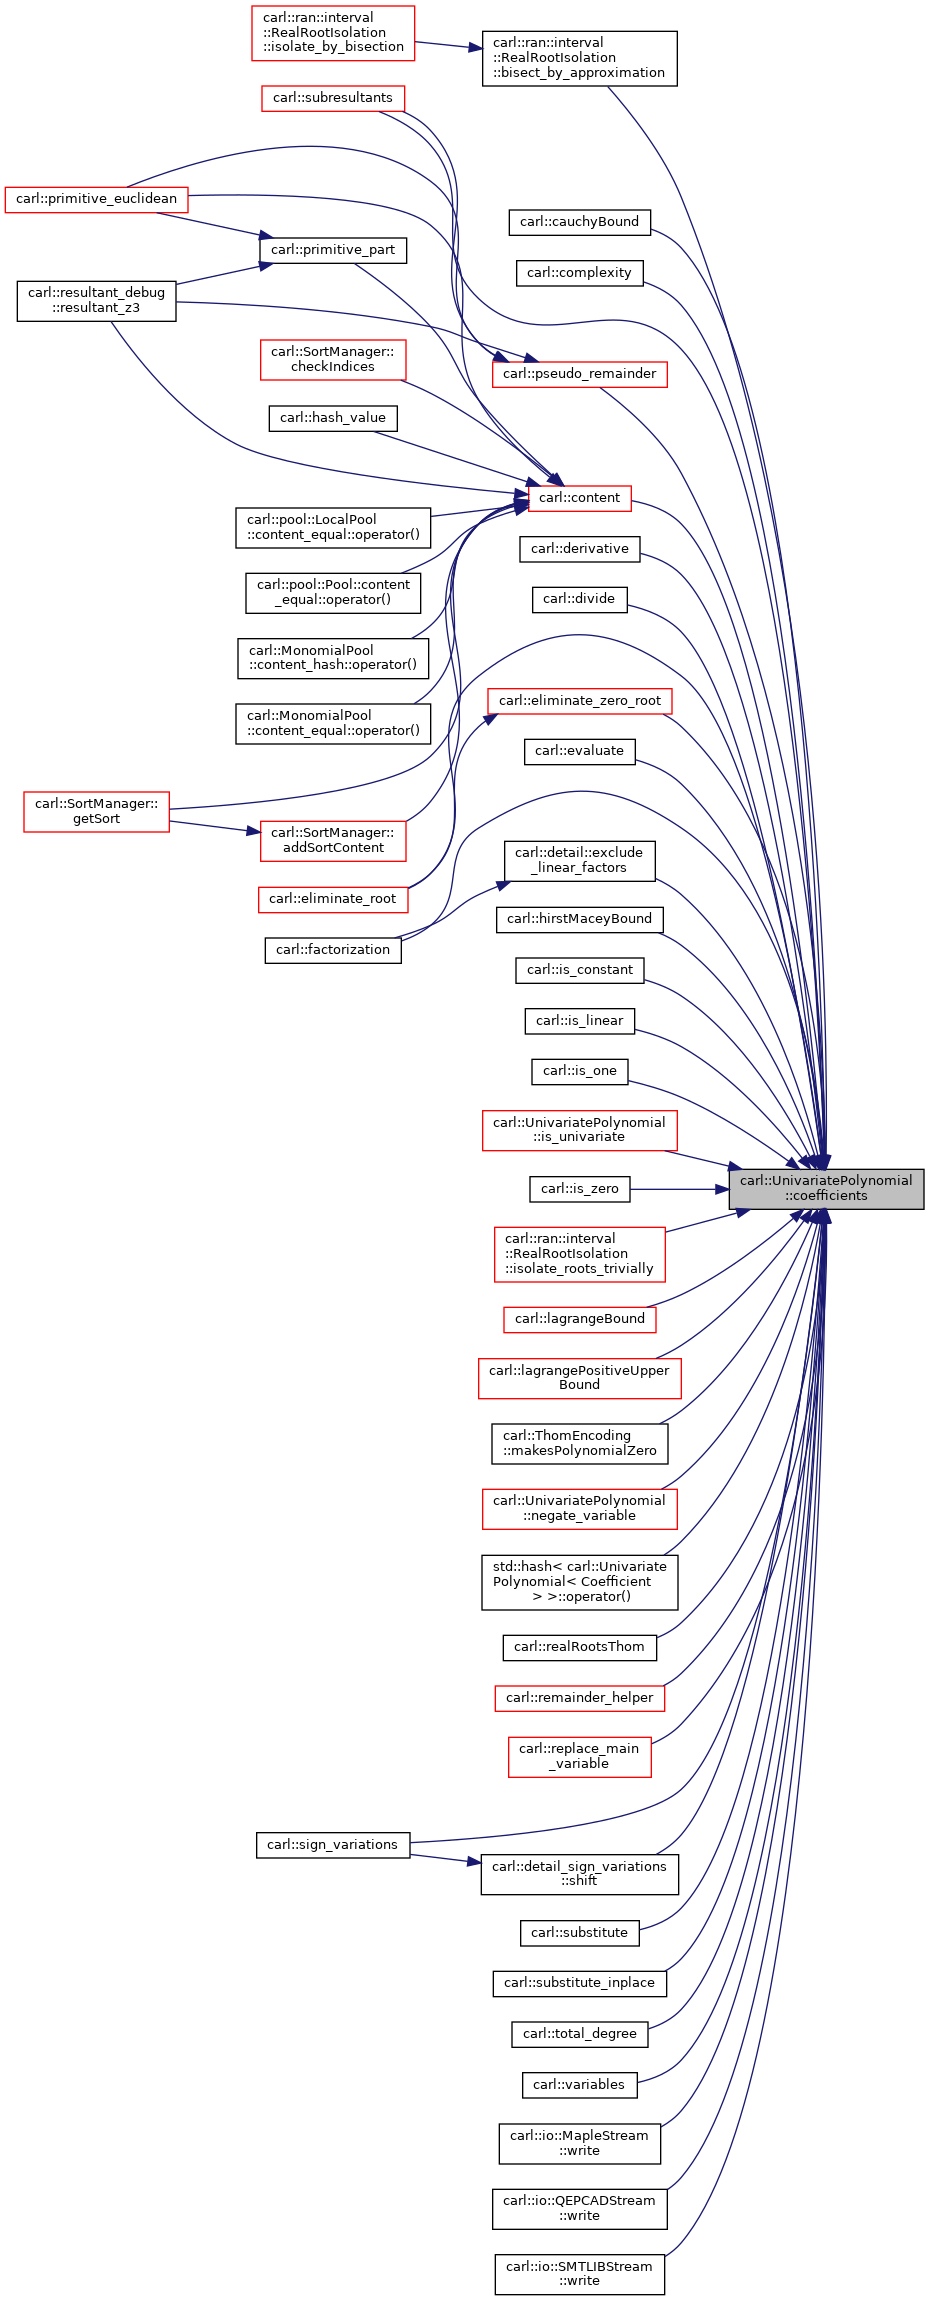 carl::ran::interval
::RealRootIsolation
::isolate_by_bisection
carl::ran::interval
::RealRootIsolation
::bisect_by_approximation
carl::subresultants
carl::primitive_euclidean
carl::cauchyBound
carl::primitive_part
carl::complexity
carl::resultant_debug
::resultant_z3
carl::SortManager::
checkIndices
carl::pseudo_remainder
carl::hash_value
carl::content
carl::pool::LocalPool
::content_equal::operator()
carl::derivative
carl::pool::Pool::content
_equal::operator()
carl::divide
carl::MonomialPool
::content_hash::operator()
carl::eliminate_zero_root
carl::MonomialPool
::content_equal::operator()
carl::evaluate
carl::SortManager::
getSort
carl::SortManager::
addSortContent
carl::detail::exclude
_linear_factors
carl::eliminate_root
carl::hirstMaceyBound
carl::factorization
carl::is_constant
carl::is_linear
carl::is_one
carl::UnivariatePolynomial
::is_univariate
carl::UnivariatePolynomial
::coefficients
carl::is_zero
carl::ran::interval
::RealRootIsolation
::isolate_roots_trivially
carl::lagrangeBound
carl::lagrangePositiveUpper
Bound
carl::ThomEncoding
::makesPolynomialZero
carl::UnivariatePolynomial
::negate_variable
std::hash< carl::Univariate
Polynomial< Coefficient
> >::operator()
carl::realRootsThom
carl::remainder_helper
carl::replace_main
_variable
carl::sign_variations
carl::detail_sign_variations
::shift
carl::substitute
carl::substitute_inplace
carl::total_degree
carl::variables
carl::io::MapleStream
::write
carl::io::QEPCADStream
::write
carl::io::SMTLIBStream
::write